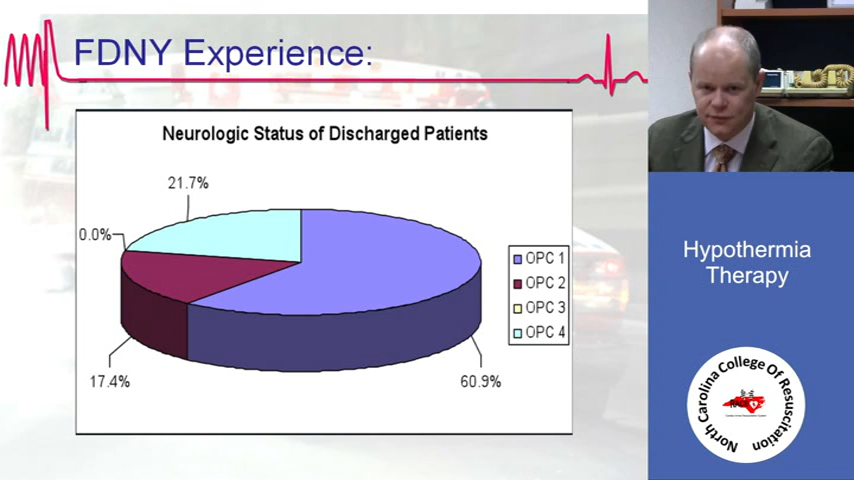 FDNY Experience:
Neurologic Status of Discharged Patients
21.7%
0.0%
17.4%
60.9%
OPC 1
OPC 2
OPC 3
OPC 4
Hypothermia
Therapy
North Carolina College Of Resuscitation